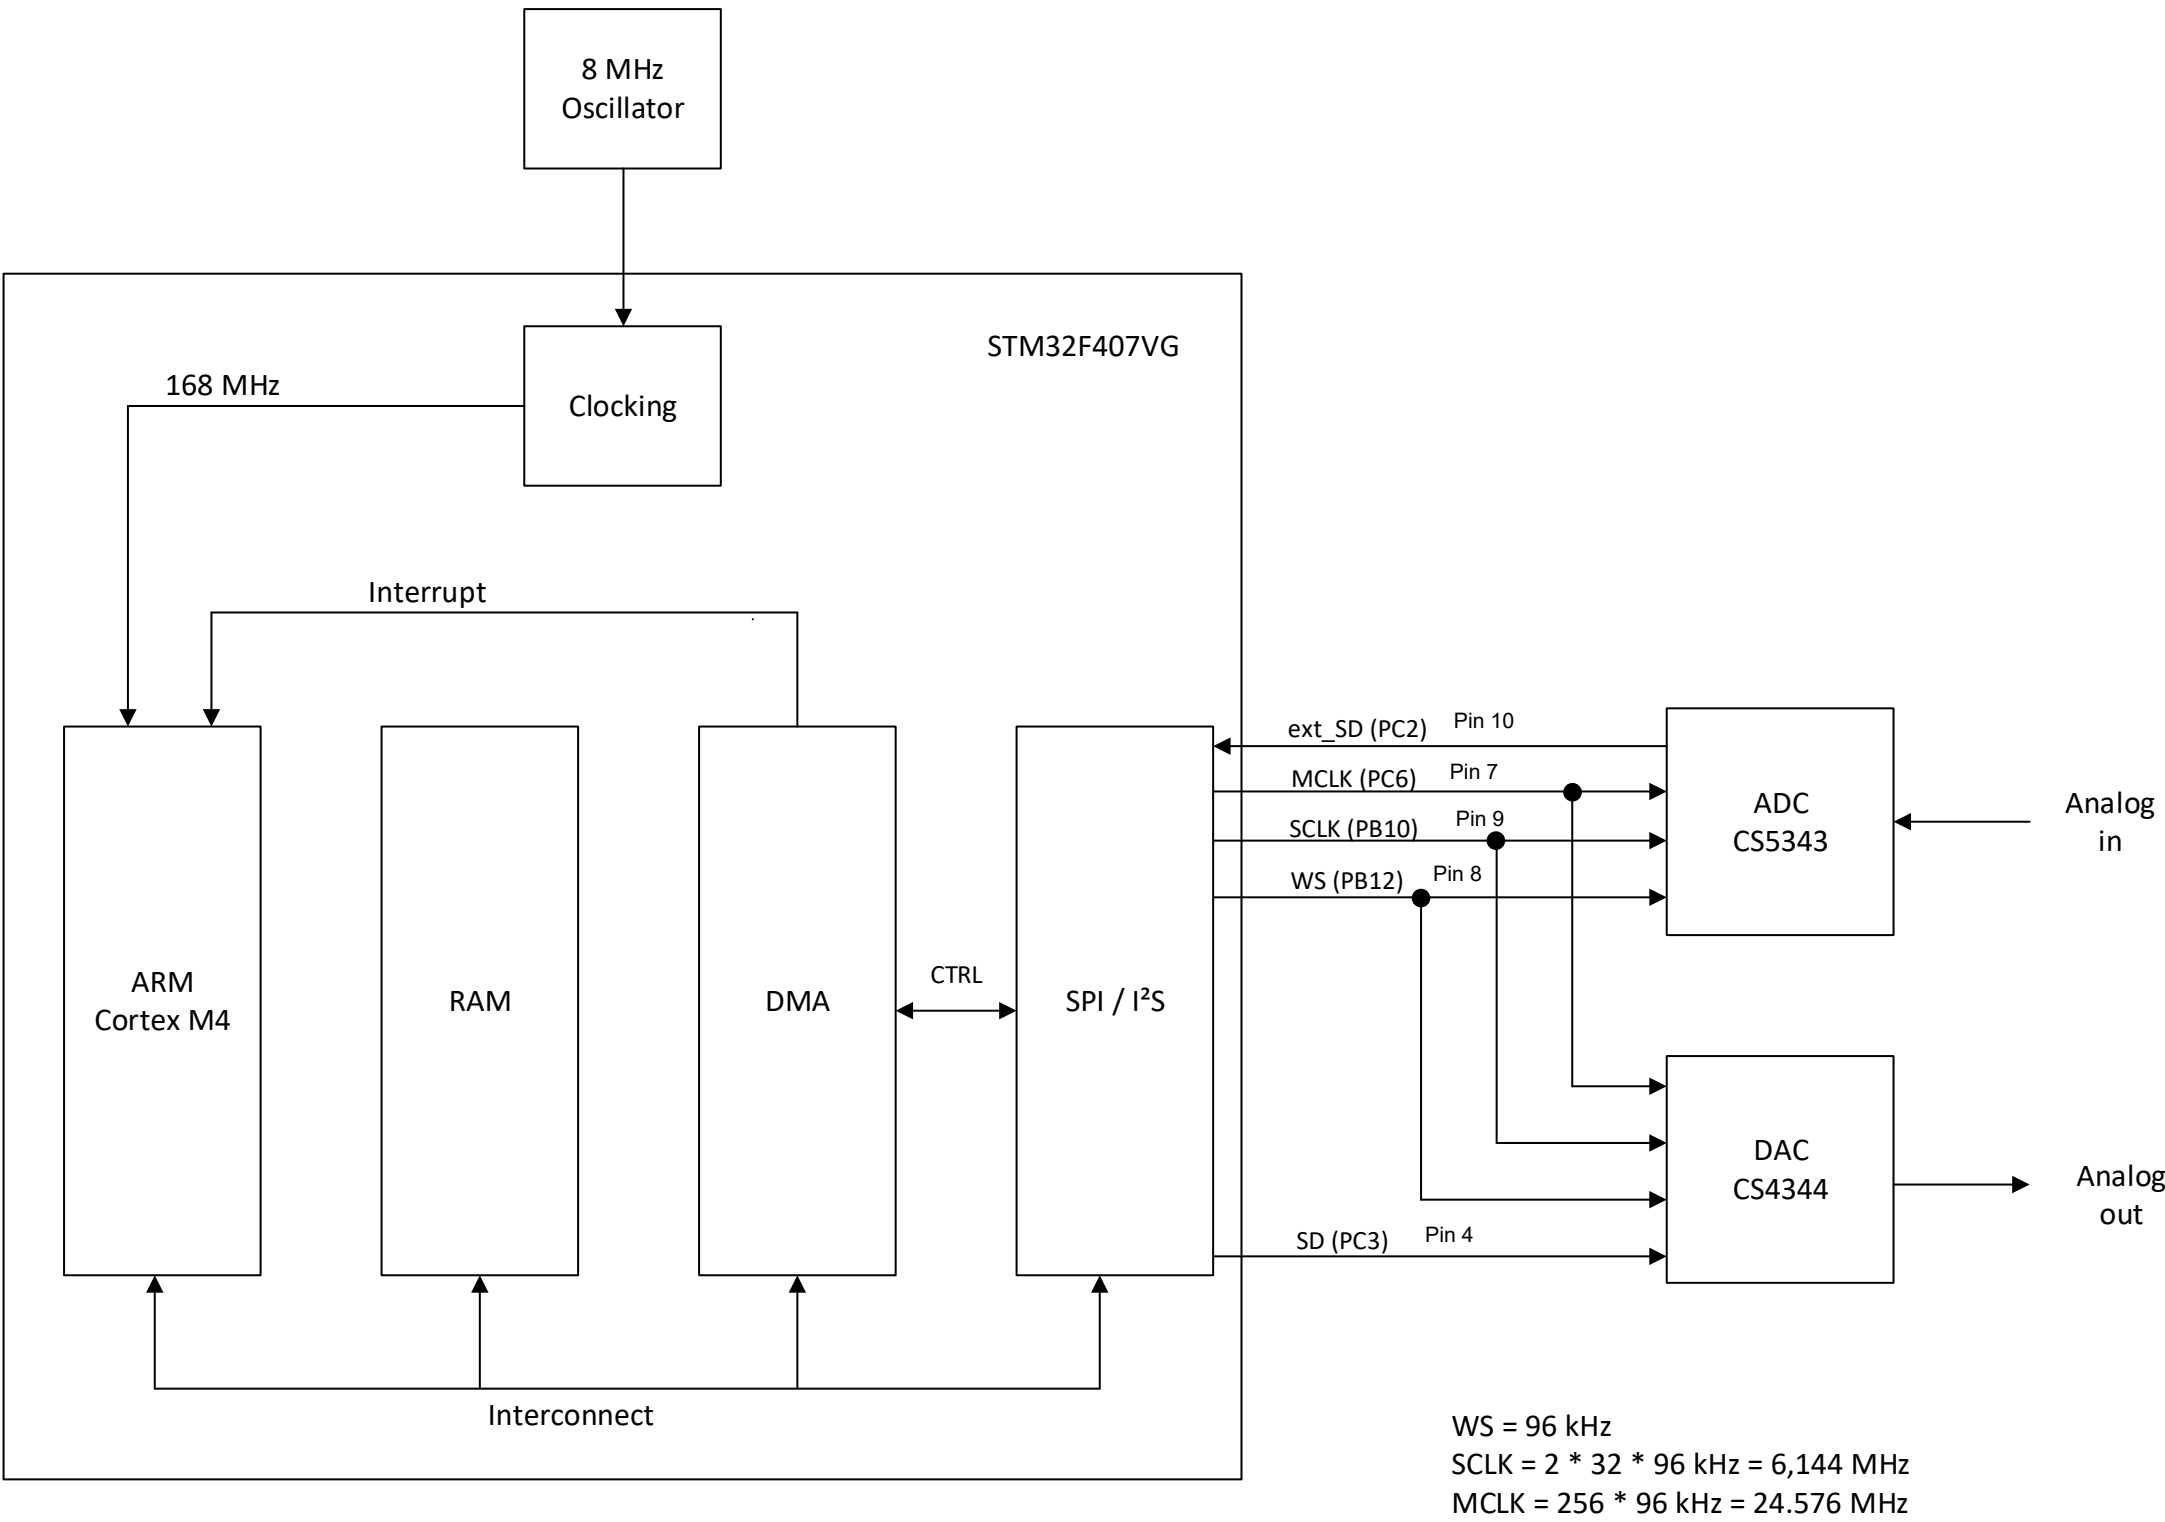 8 MHz
Oscillator
STM32F407VG
168 MHz
Clocking
Interrupt
ext_SD (PC2)
Pin 10
MCLK (PC6)
Pin 7
SCLK (PB10)
Pin 9
WS (PB12)
Pin 8
ADC
CS5343
Analog
in
ARM
Cortex M4
RAM
DMA
CTRL
SPI / I²S
DAC
CS4344
Analog
out
SD (PC3)
Pin 4
Interconnect
WS = 96 kHz
SCLK = 2 * 32 * 96 kHz = 6,144 MHz
MCLK = 256 * 96 kHz = 24.576 MHz